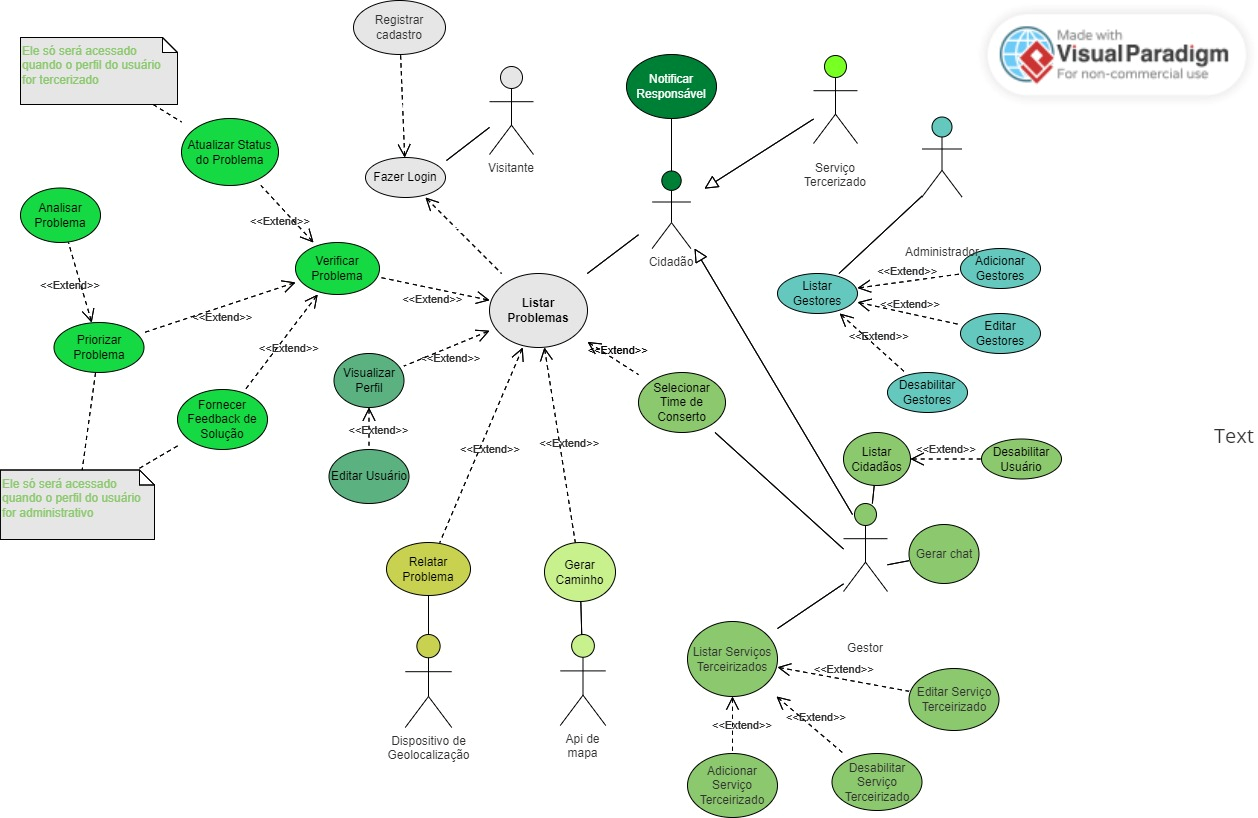 Registrar
cadastro
Made with
Visual Paradigm
For non-commercial use
Ele só será acessado
quando o perfil do usuário
for tercerizado
Notificar
Responsável
Atualizar Status
do Problema
Fazer Login
Visitante
Serviço
Tercerizado
Analisar
Problema
<<Extend>>
Cidadão
Administrador
Verificar
Problema
Adicionar
Gestores
<<Extend>>
<<Extend>>
<<Extend>>
Listar
Gestores
<<Extend>>
Listar
Problemas
<<Extend>>
Editar
Gestores
<<Extend>>
Priorizar
Problema
<<Extend>>
<<Extend>>
<<Extend>>
Visualizar
Perfil
Selecionar
Time de
Conserto
Desabilitar
Gestores
Fornecer
Feedback de
Solução
<<Extend>>
<<Extend>>
<<Extend>>
Text
Listar
Cidadãos
<<Extend>>
Desabilitar
Usuário
Editar Usuário
Ele só será acessado
quando o perfil do usuário
for administrativo
Relatar
Problema
Gerar
Caminho
Gerar chat
Gestor
Listar Serviços
Terceirizados
<<Extend>>
Editar Serviço
Terceirizado
<<Extend>>
<<Extend>>
Dispositivo de
Geolocalização
Api de
mapa
Adicionar
Serviço
Terceirizado
Desabilitar
Serviço
Terceirizado